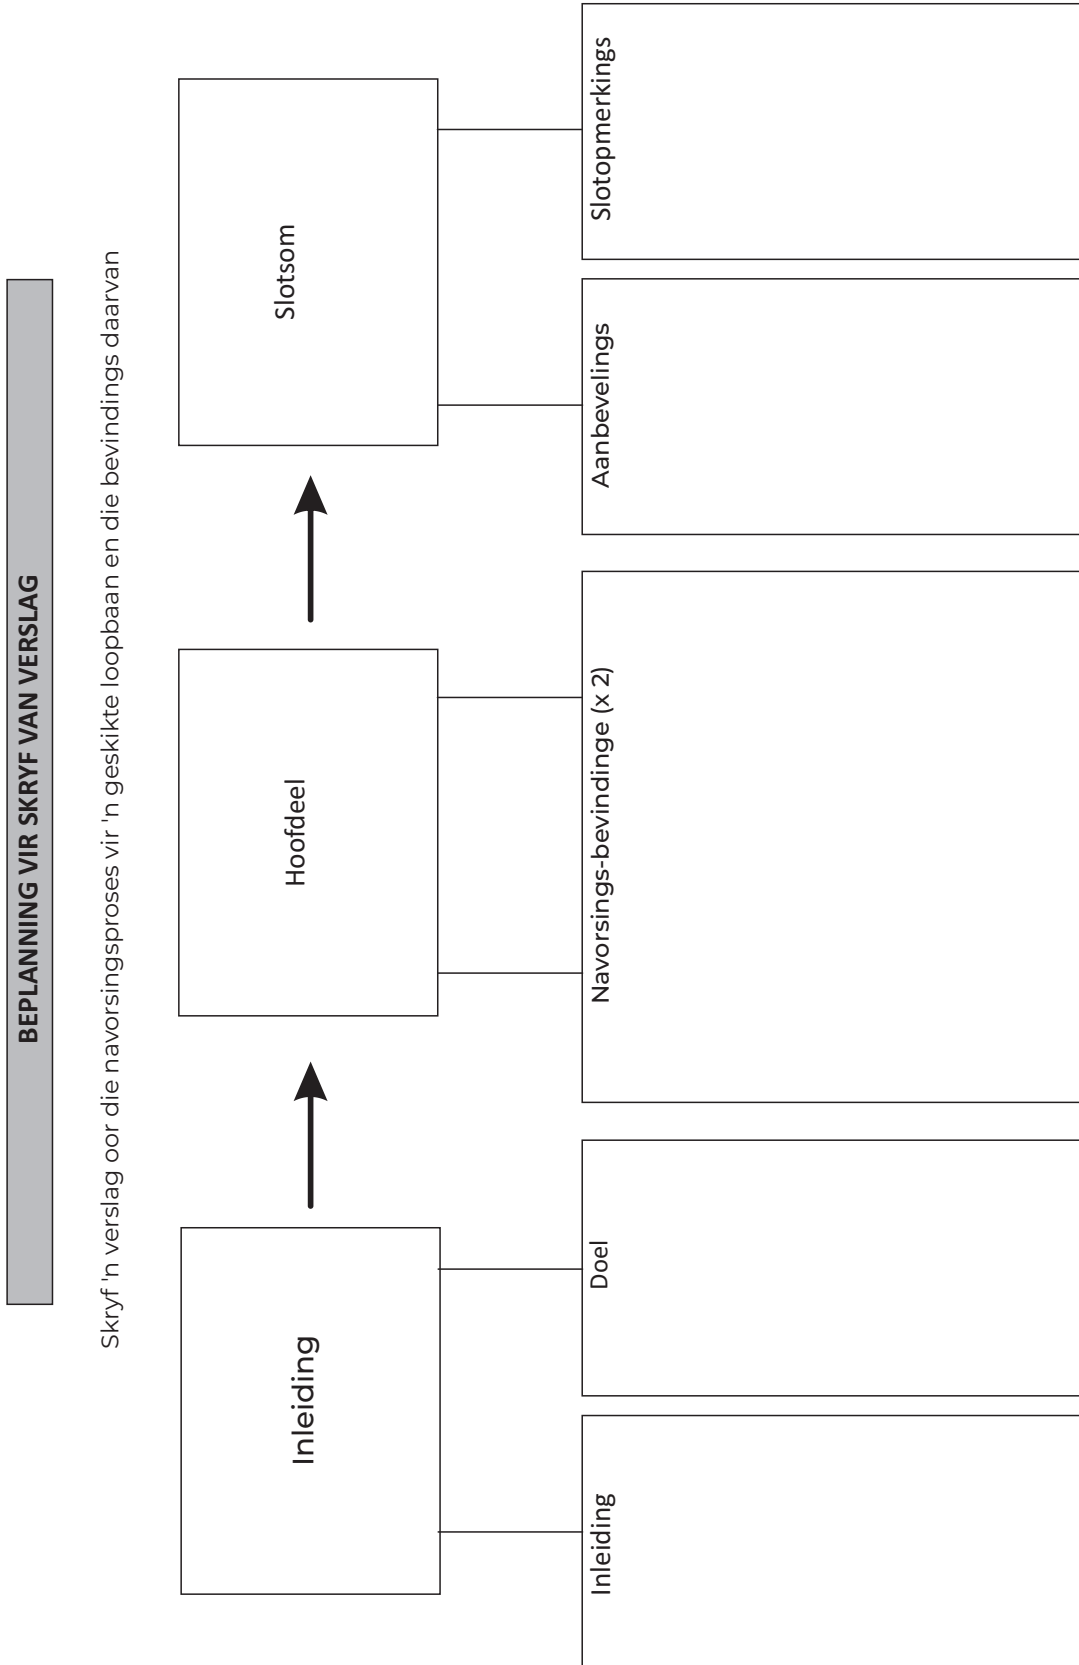 BEPLANNING VIR SKRYF VAN VERSLAG
Skryf 'n verslag oor die navorsingsproses vir 'n geskikte loopbaan en die bevindings daarvan
Inleiding
Hoofdeel
Slotsom
Inleiding
Doel
Navorsings-bevindinge (x 2)
Aanbevelings
Slotopmerkings